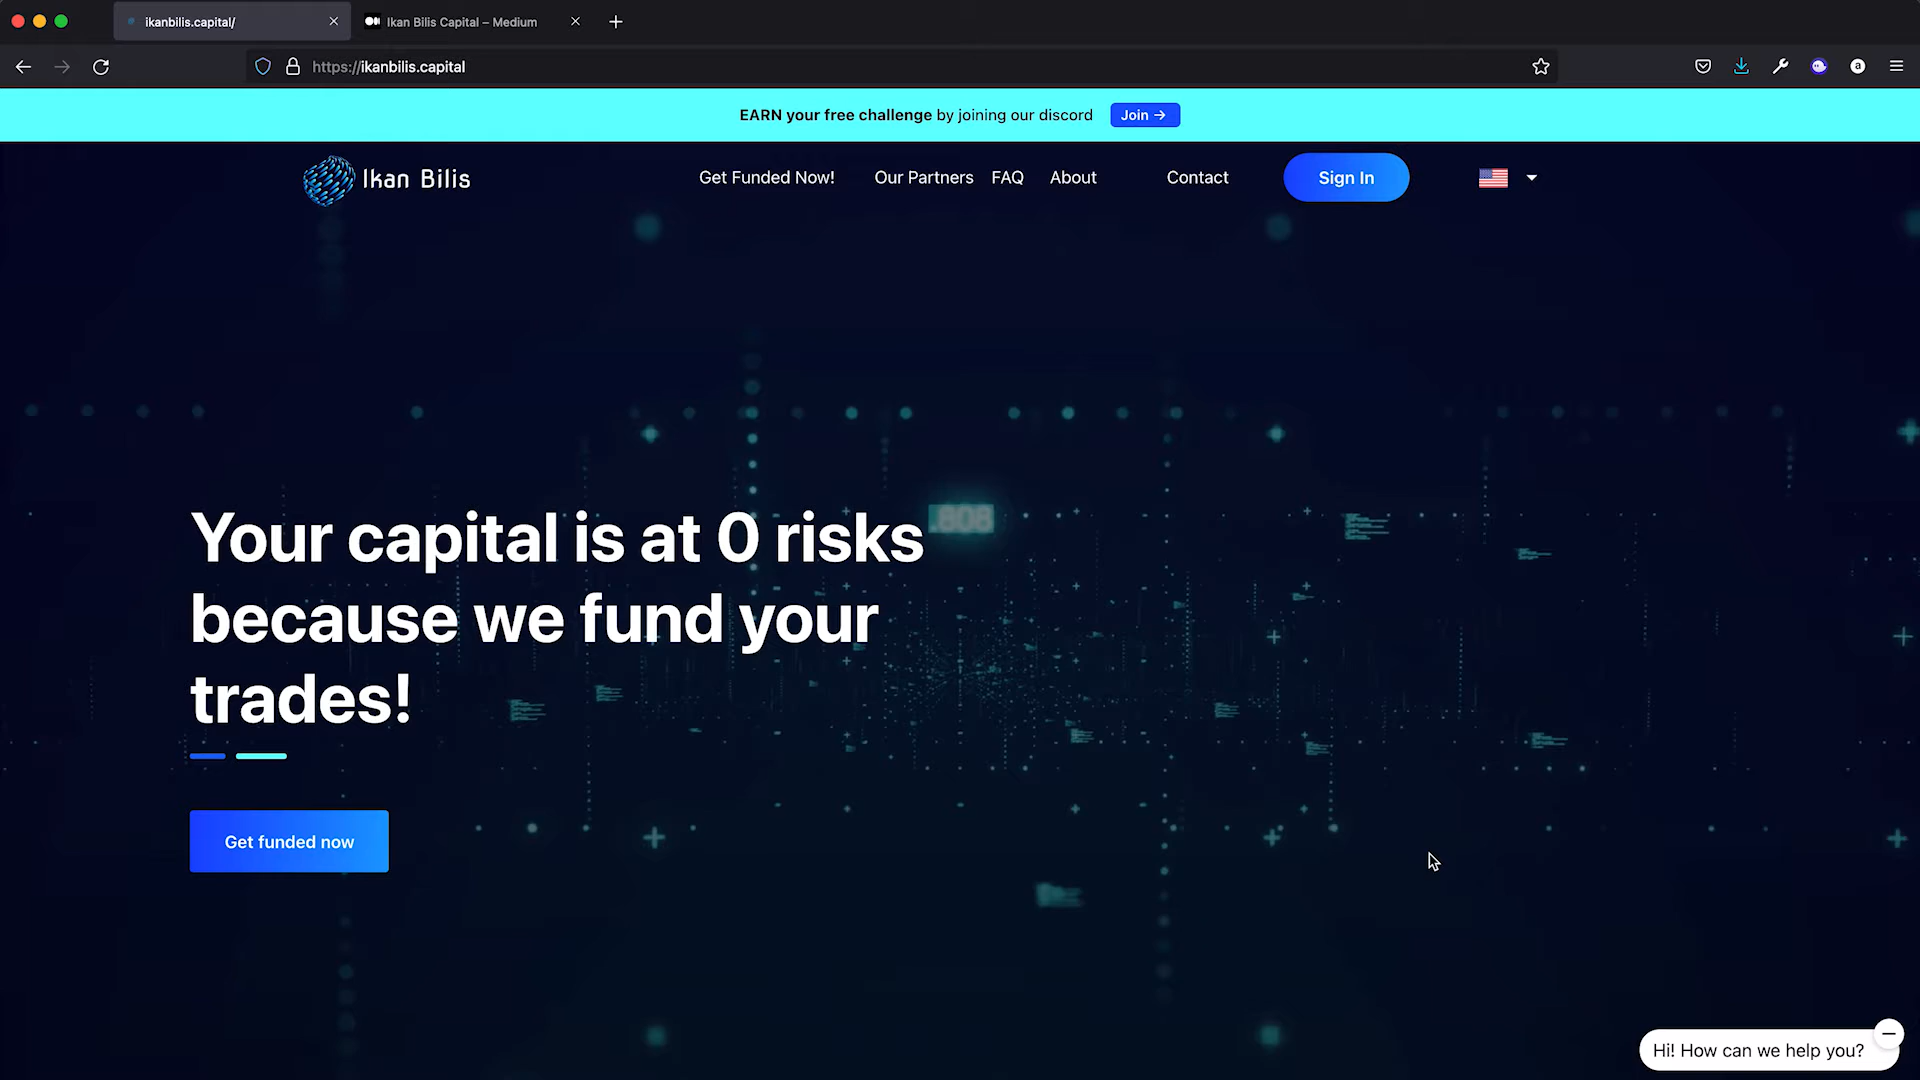 ikanbilis.capital/
Ikan Bilis Capital – Medium
https://ikanbilis.capital
a
EARN your free challenge by joining our discord
Join →
Ikan Bilis
Get Funded Now!
Our Partners
FAQ
About
Contact
Sign In
.808
Your capital is at 0 risks
because we fund your
trades!
Get funded now
Hi! How can we help you?